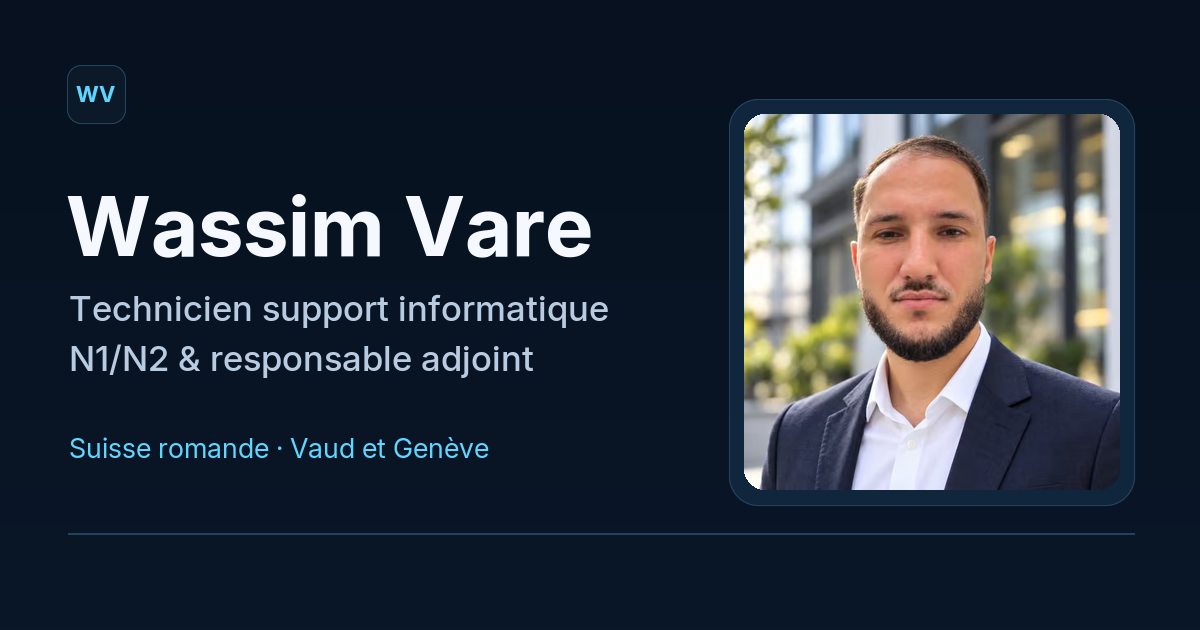 WV
Wassim Vare
Technicien support informatique
N1/N2 & responsable adjoint
Suisse romande · Vaud et Genève